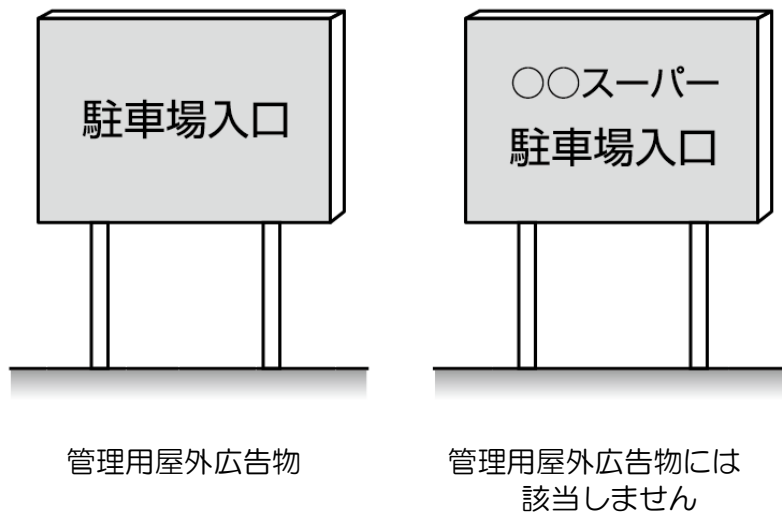 駐車場入口
○○スーパー
駐車場入口
管理用屋外広告物
管理用屋外広告物には
該当しません